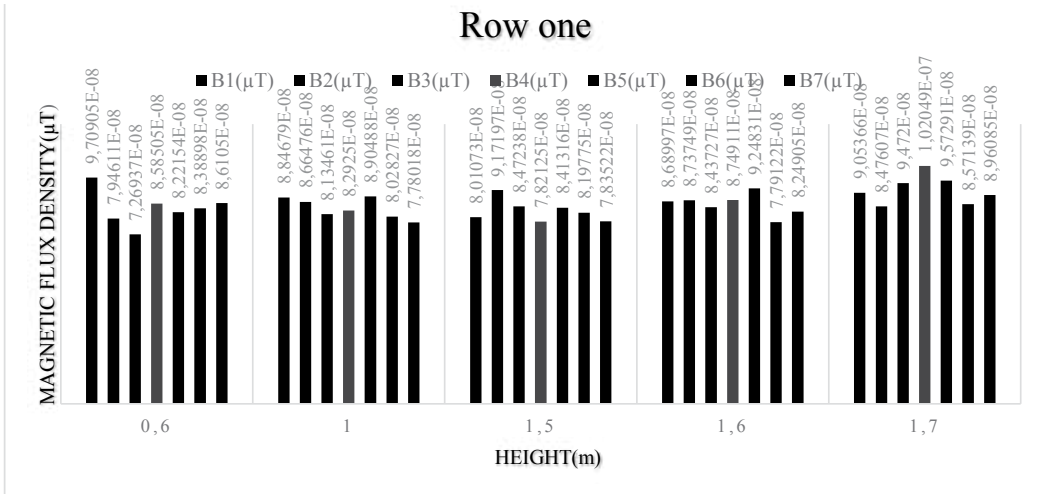 Row one
B1(µT) B2(µT) B3(µT) B4(µT) B5(µT) B6(µT) B7(µT)
MAGNETIC FLUX DENSITY(µT)
9,70905E-08
7,94611E-08
7,26937E-08
8,58505E-08
8,22154E-08
8,38898E-08
8,6105E-08
8,84679E-08
8,66476E-08
8,13461E-08
8,2925E-08
8,90488E-08
8,02827E-08
7,78018E-08
8,01073E-08
9,17197E-08
8,47238E-08
7,82125E-08
8,41316E-08
8,19775E-08
7,83522E-08
8,68997E-08
8,73749E-08
8,43727E-08
8,74911E-08
9,24831E-08
7,79122E-08
8,24905E-08
9,05366E-08
8,47607E-08
9,472E-08
1,02049E-07
9,57291E-08
8,57139E-08
8,96085E-08
0,6 1 1,5 1,6 1,7
HEIGHT(m)